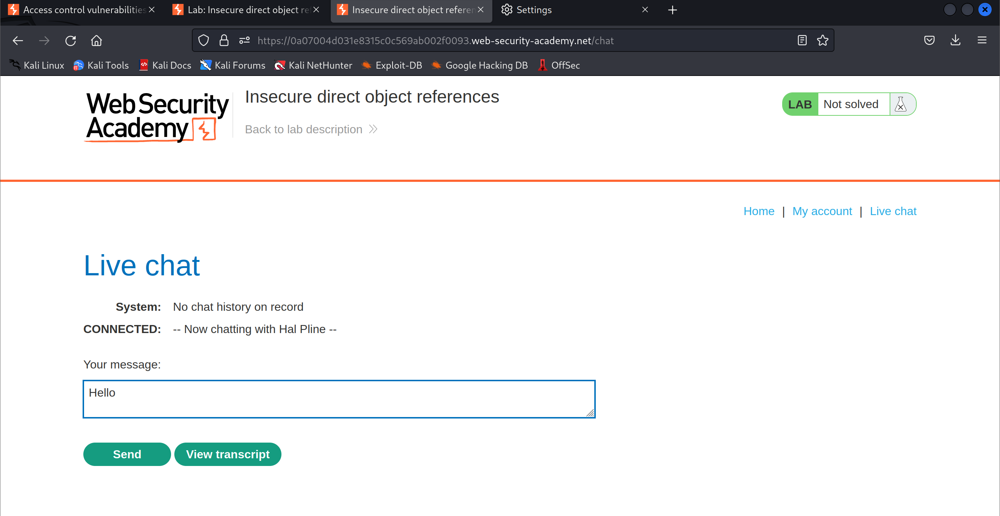 Access control vulnerabilities
Lab: Insecure direct object ref
Insecure direct object referen
Settings
https://0a07004d031e8315c0c569ab002f0093.web-security-academy.net/chat
Kali Linux Kali Tools Kali Docs Kali Forums Kali NetHunter Exploit-DB Google Hacking DB OffSec
Web Security
Academy
Insecure direct object references
Back to lab description
LAB Not solved
Home | My account | Live chat
Live chat
System: No chat history on record
CONNECTED: -- Now chatting with Hal Pline --
Your message:
Hello
Send View transcript